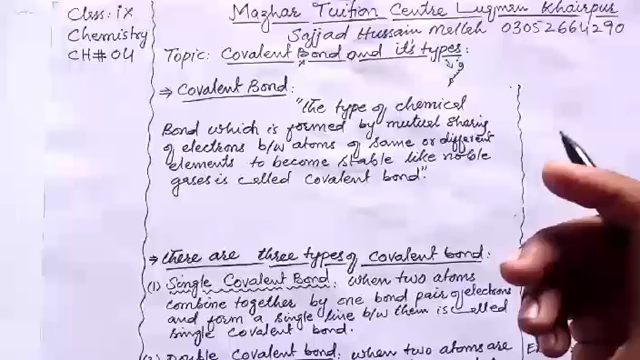 Class: iX
Chemistry
CH# 04
Mazhar Tuition Centre Luqman Khairpur
Sajjad Hussain Melleh 03052664290
Topic: Covalent Bond and it's types:
⇒ Covalent Bond:
"The type of chemical
Bond which is formed by mutual sharing
of electrons b/w atoms of same or different
elements to become stable like noble
gases is called covalent bond".
⇒ There are three types of covalent bond:
(1) Single Covalent Bond: when two atoms
combine together by one bond pair of electrons
and form a single line b/w them is called
single covalent bond.
(2) Double Covalent bond: when two atoms are